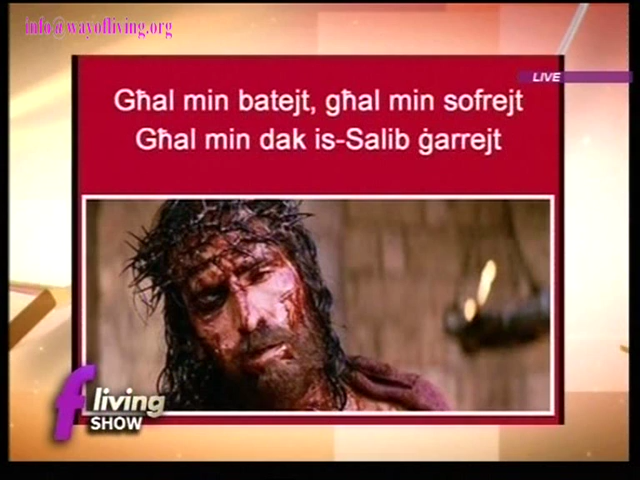 info@wayofliving.org
LIVE
Għal min batejt, għal min sofrejt
Għal min dak is-Salib ġarrejt
f living
SHOW